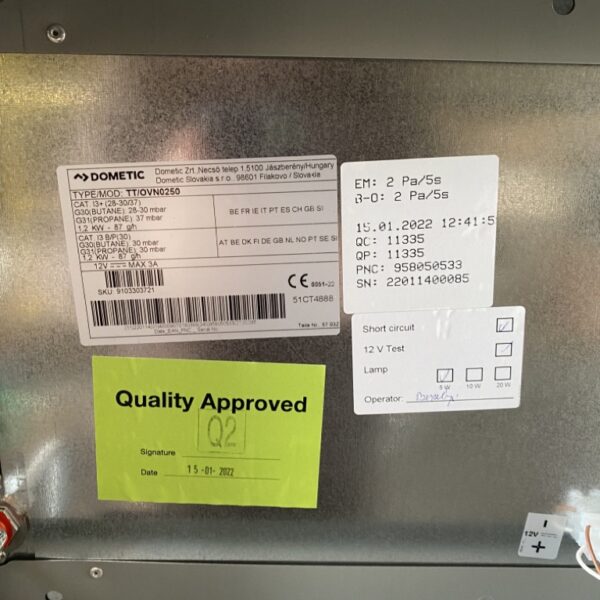 DOMETIC
Dometic Zrt.,Necső telep 1,5100 Jászberény/Hungary
Dometic Slovakia s r.o. 98601 Filakovo / Slovakia
TYPE/MOD: TT/OVN0250
CAT I3+ (28-30/37)
G30(BUTANE) 28-30 mbar
G31(PROPANE) 37 mbar
1,2 KW - 87 g/h
BE FR IE IT PT ES CH GB SI
CAT I3 B/P(30)
G30(BUTANE) 30 mbar
G31(PROPANE) 30 mbar
1,2 KW - 87 g/h
AT BE DK FI DE GB NL NO PT SE SI
12V MAX 3A
CE 0051-22
SKU: 9103303721
51CT4888
EM: 2 Pa/5s
B-O: 2 Pa/5s
15.01.2022 12:41:5
QC: 11335
QP: 11335
PNC: 958050533
SN: 22011400085
Short circuit
12 V Test
Lamp
5 W 10 W 20 W
Operator:
Quality Approved
Q2
Signature
Date 15-01-2022
-
12V
+